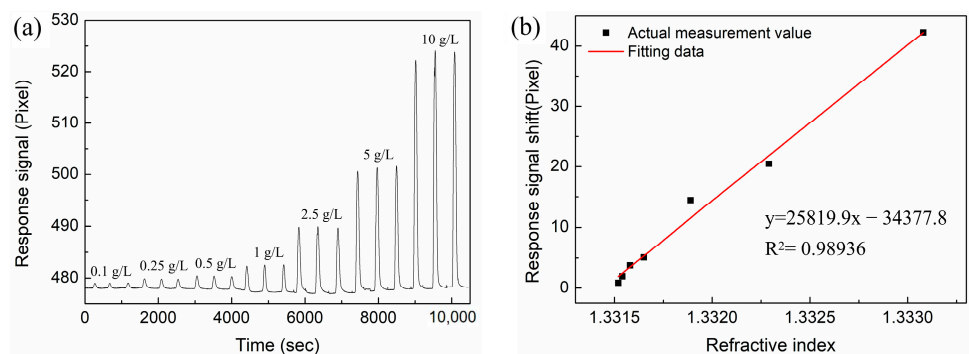 (a)
530
520
510
500
490
480
Response signal (Pixel)
0.1 g/L
0.25 g/L
0.5 g/L
1 g/L
2.5 g/L
5 g/L
10 g/L
0 2000 4000 6000 8000 10,000
Time (sec)
(b)
Actual measurement value
Fitting data
40
30
20
10
0
Response signal shift(Pixel)
y=25819.9x − 34377.8
R²= 0.98936
1.3315 1.3320 1.3325 1.3330
Refractive index